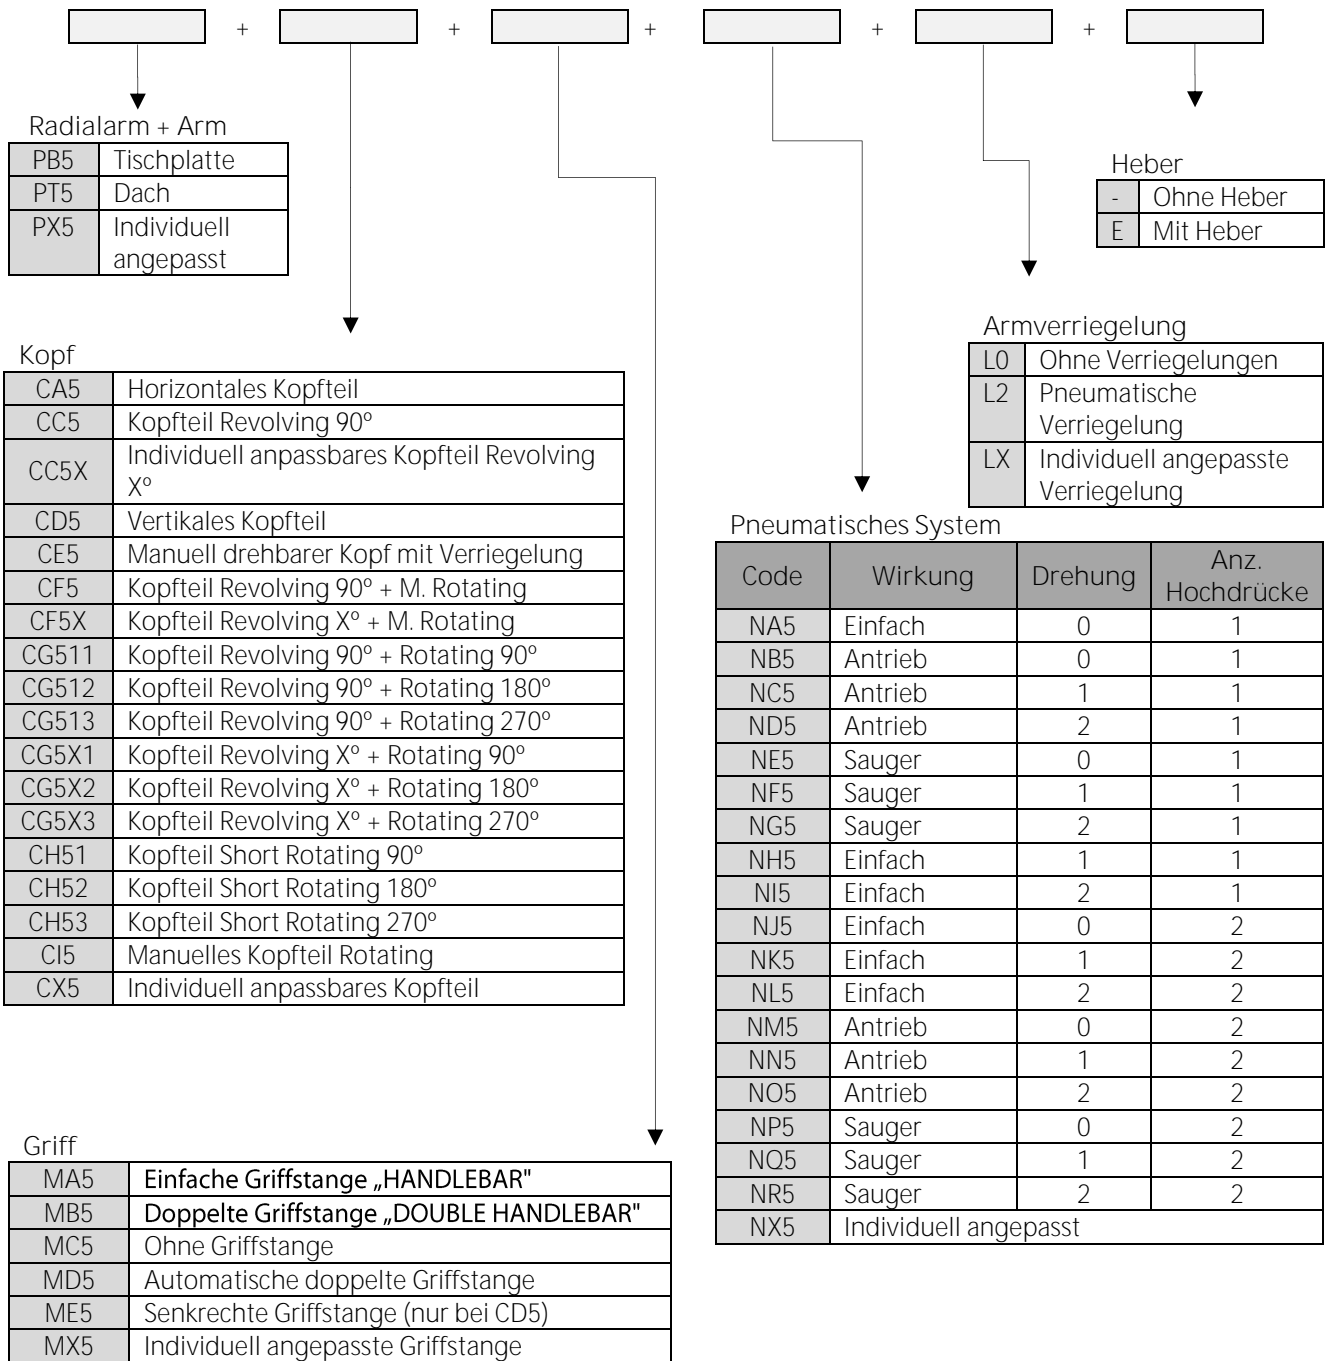 + + + + +
Radialarm + Arm
PB5 Tischplatte
PT5 Dach
PX5 Individuell
angepasst
Heber
- Ohne Heber
E Mit Heber
Armverriegelung
L0 Ohne Verriegelungen
L2 Pneumatische
Verriegelung
LX Individuell angepasste
Verriegelung
Kopf
CA5 Horizontales Kopfteil
CC5 Kopfteil Revolving 90º
CC5X Individuell anpassbares Kopfteil Revolving
Xº
CD5 Vertikales Kopfteil
CE5 Manuell drehbarer Kopf mit Verriegelung
CF5 Kopfteil Revolving 90º + M. Rotating
CF5X Kopfteil Revolving Xº + M. Rotating
CG511 Kopfteil Revolving 90º + Rotating 90º
CG512 Kopfteil Revolving 90º + Rotating 180º
CG513 Kopfteil Revolving 90º + Rotating 270º
CG5X1 Kopfteil Revolving Xº + Rotating 90º
CG5X2 Kopfteil Revolving Xº + Rotating 180º
CG5X3 Kopfteil Revolving Xº + Rotating 270º
CH51 Kopfteil Short Rotating 90º
CH52 Kopfteil Short Rotating 180º
CH53 Kopfteil Short Rotating 270º
CI5 Manuelles Kopfteil Rotating
CX5 Individuell anpassbares Kopfteil
Pneumatisches System
Code Wirkung Drehung Anz.
Hochdrücke
NA5 Einfach 0 1
NB5 Antrieb 0 1
NC5 Antrieb 1 1
ND5 Antrieb 2 1
NE5 Sauger 0 1
NF5 Sauger 1 1
NG5 Sauger 2 1
NH5 Einfach 1 1
NI5 Einfach 2 1
NJ5 Einfach 0 2
NK5 Einfach 1 2
NL5 Einfach 2 2
NM5 Antrieb 0 2
NN5 Antrieb 1 2
NO5 Antrieb 2 2
NP5 Sauger 0 2
NQ5 Sauger 1 2
NR5 Sauger 2 2
NX5 Individuell angepasst
Griff
MA5 Einfache Griffstange „HANDLEBAR"
MB5 Doppelte Griffstange „DOUBLE HANDLEBAR"
MC5 Ohne Griffstange
MD5 Automatische doppelte Griffstange
ME5 Senkrechte Griffstange (nur bei CD5)
MX5 Individuell angepasste Griffstange